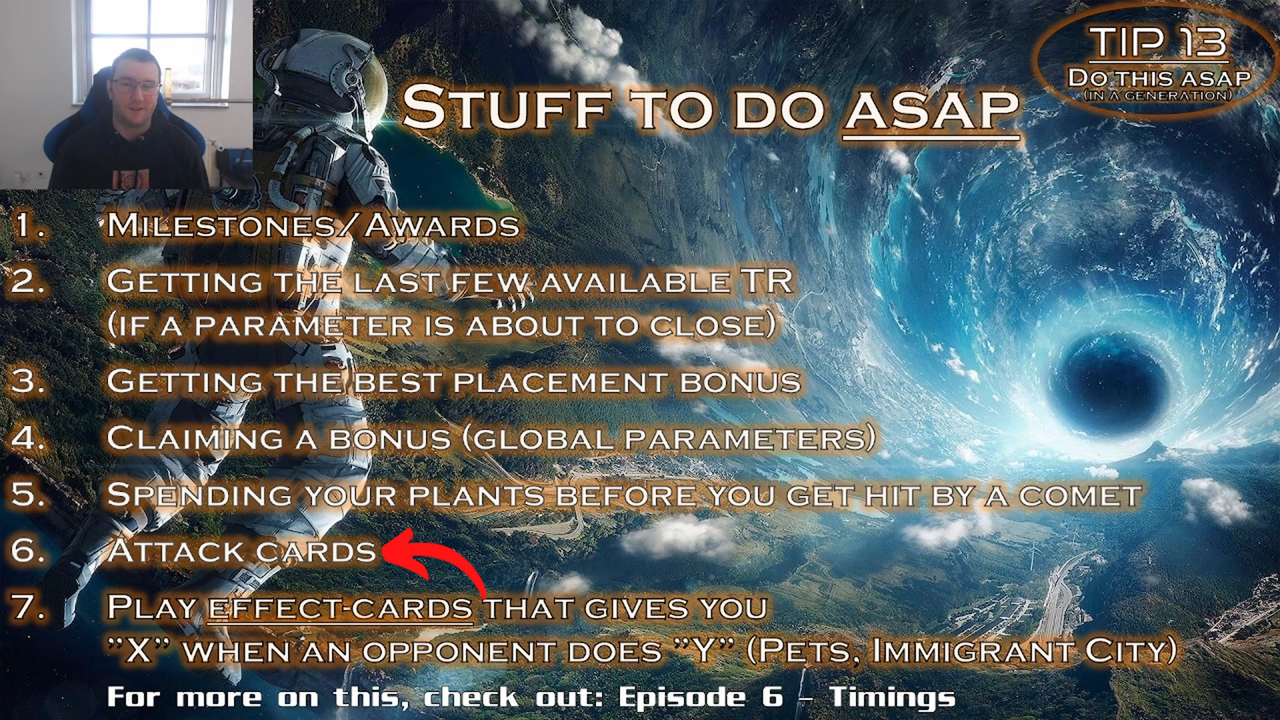 TIP 13
DO THIS ASAP
(IN A GENERATION)
STUFF TO DO ASAP
1. MILESTONES/AWARDS
2. GETTING THE LAST FEW AVAILABLE TR
(IF A PARAMETER IS ABOUT TO CLOSE)
3. GETTING THE BEST PLACEMENT BONUS
4. CLAIMING A BONUS (GLOBAL PARAMETERS)
5. SPENDING YOUR PLANTS BEFORE YOU GET HIT BY A COMET
6. ATTACK CARDS
7. PLAY EFFECT-CARDS THAT GIVES YOU
"X" WHEN AN OPPONENT DOES "Y" (PETS, IMMIGRANT CITY)
For more on this, check out: Episode 6 – Timings